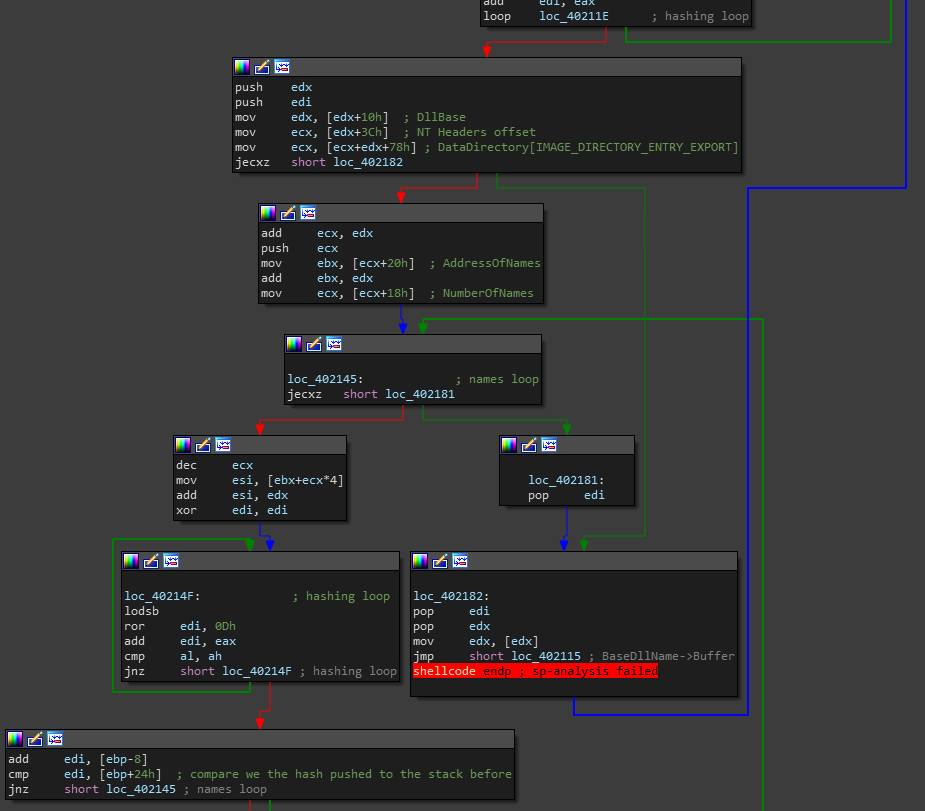 add edi, eax
loop loc_40211E ; hashing loop
push edx
push edi
mov edx, [edx+10h] ; DllBase
mov ecx, [edx+3Ch] ; NT Headers offset
mov ecx, [ecx+edx+78h] ; DataDirectory[IMAGE_DIRECTORY_ENTRY_EXPORT]
jecxz short loc_402182
add ecx, edx
push ecx
mov ebx, [ecx+20h] ; AddressOfNames
add ebx, edx
mov ecx, [ecx+18h] ; NumberOfNames
loc_402145: ; names loop
jecxz short loc_402181
dec ecx
mov esi, [ebx+ecx*4]
add esi, edx
xor edi, edi
loc_402181:
pop edi
loc_40214F: ; hashing loop
lodsb
ror edi, 0Dh
add edi, eax
cmp al, ah
jnz short loc_40214F ; hashing loop
loc_402182:
pop edi
pop edx
mov edx, [edx]
jmp short loc_402115 ; BaseDllName->Buffer
shellcode endp ; sp-analysis failed
add edi, [ebp-8]
cmp edi, [ebp+24h] ; compare we the hash pushed to the stack before
jnz short loc_402145 ; names loop